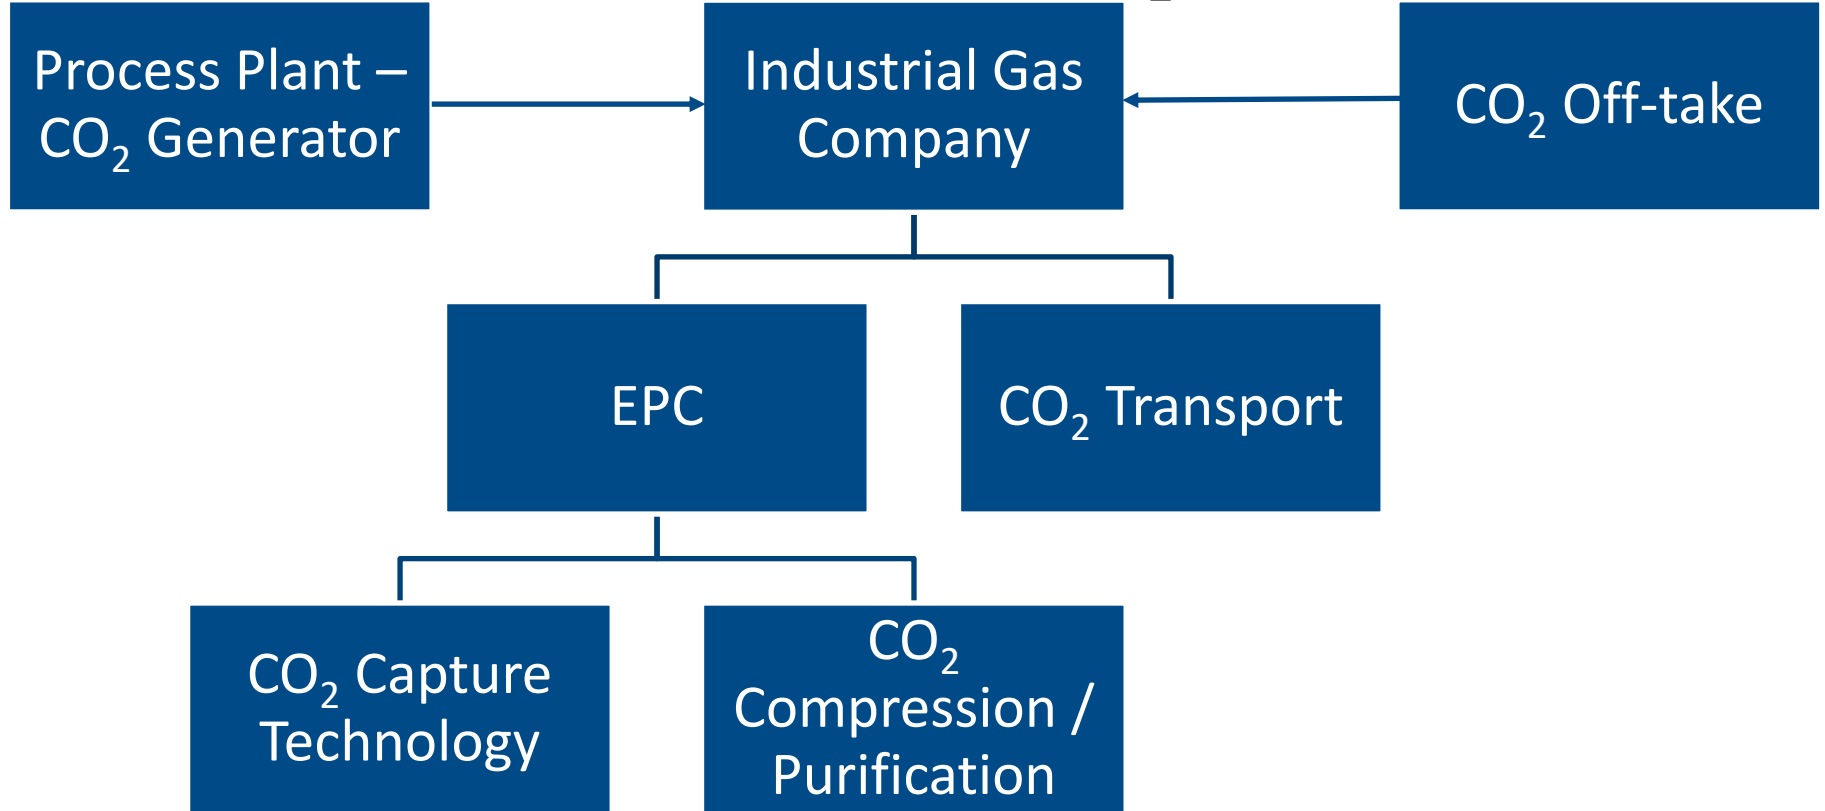 Process Plant –
CO₂ Generator
Industrial Gas
Company
CO₂ Off-take
EPC
CO₂ Transport
CO₂ Capture
Technology
CO₂
Compression /
Purification